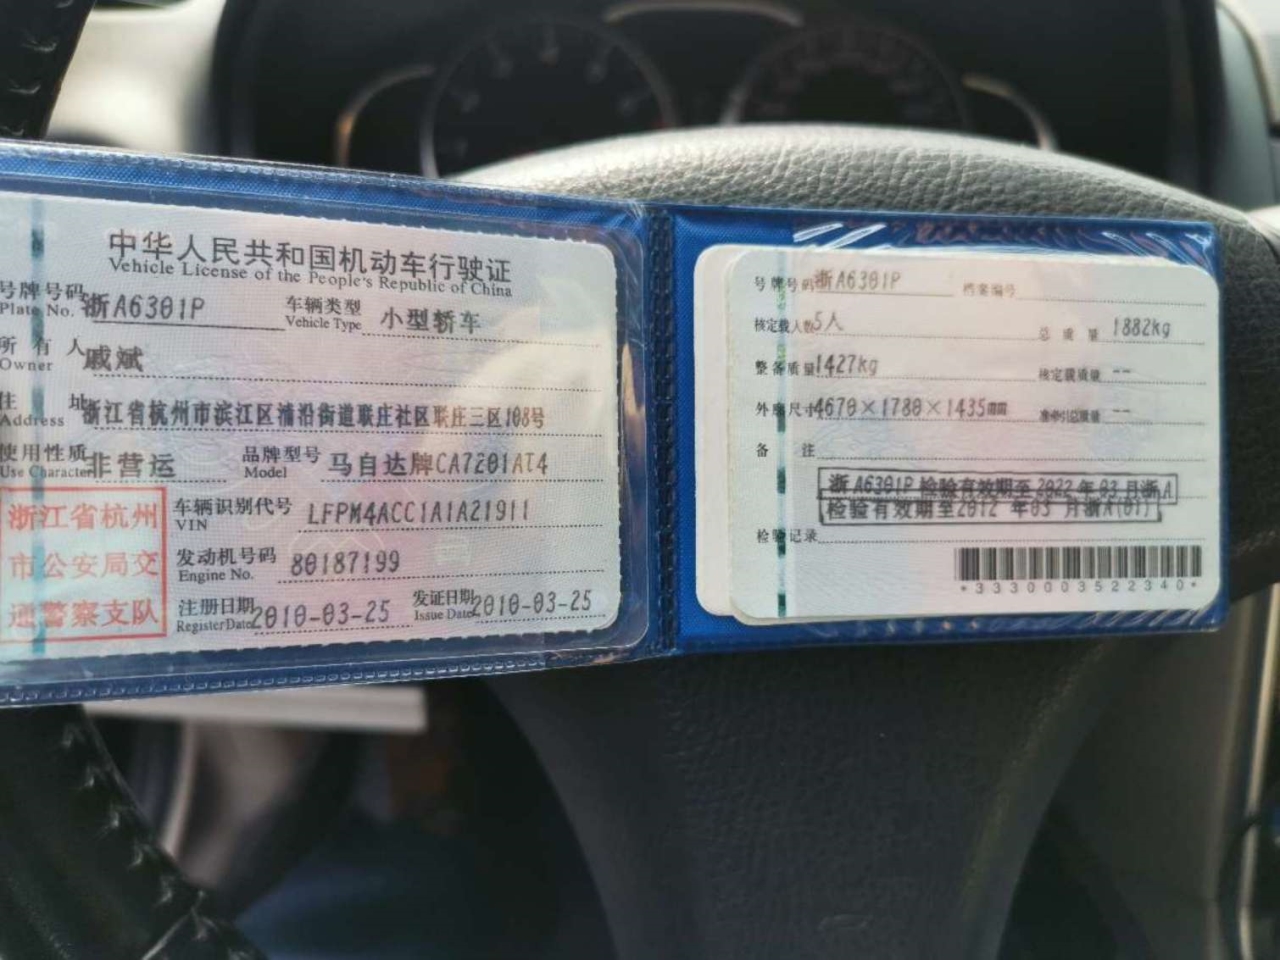 中华人民共和国机动车行驶证
Vehicle License of the People's Republic of China
号牌号码 浙A6301P 车辆类型 小型轿车
Plate No. Vehicle Type
所有人 戚斌
Owner
住址 浙江省杭州市滨江区浦沿街道联庄社区联庄三区108号
Address
使用性质 非营运 品牌型号 马自达牌CA7201AT4
Use Character Model
浙江省杭州
市公安局交
通警察支队
车辆识别代号 LFPM4ACC1A1A21911
VIN
发动机号码 80187199
Engine No.
注册日期 2010-03-25 发证日期 2010-03-25
Register Date Issue Date
号牌号码 浙A6301P 档案编号
核定载人数 5人 总质量 1882kg
整备质量 1427kg 核定载质量 --
外廓尺寸 4670×1780×1435mm 准牵引总质量 --
备注
浙A6301P 检验有效期至2022年03月浙A
检验有效期至2012年03月浙A(01)
检验记录
*3330003522340*